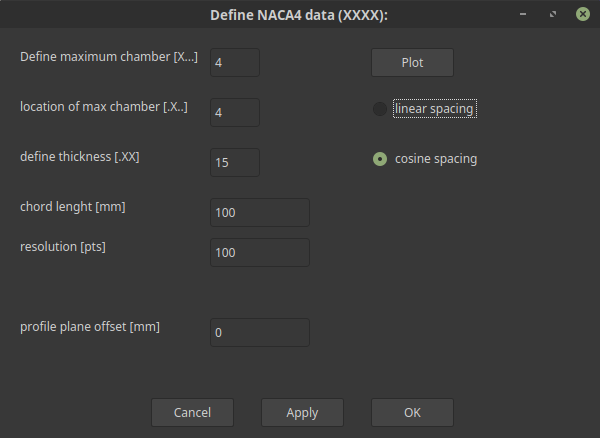 Define NACA4 data (XXXX):
Define maximum chamber [X...] 4 Plot
location of max chamber [.X..] 4 linear spacing
define thickness [.XX] 15 cosine spacing
chord lenght [mm] 100
resolution [pts] 100
profile plane offset [mm] 0
Cancel Apply OK